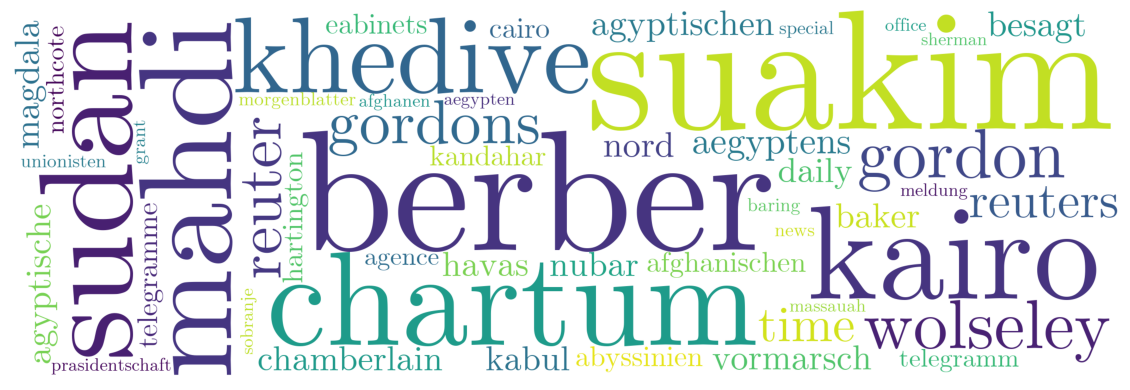 magdala
northcote
sudan
mahdi
khedive
eabinets
cairo
agyptischen
special
office
sherman
besagt
suakim
morgenblatter
afghanen
aegypten
gordons
unionisten
grant
reuter
hartington
berber
kandahar
nord
aegyptens
daily
gordon
meldung
reuters
baring
news
baker
kairo
agyptische
telegramme
agence
havas
nubar
afghanischen
chartum
massauah
time
wolseley
sobranje
prasidentschaft
chamberlain
kabul
abyssinien
vormarsch
telegramm